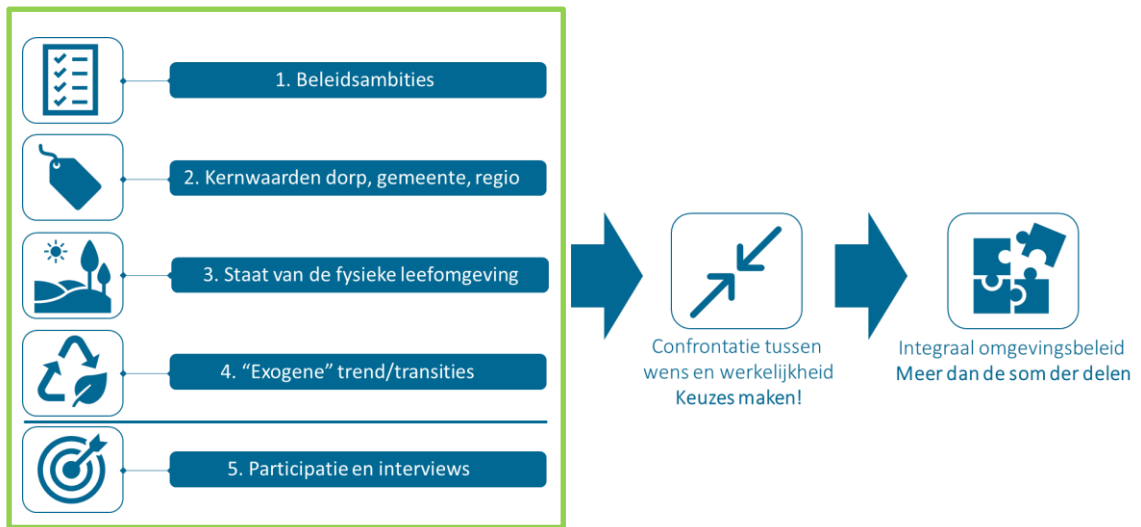 1. Beleidsambities
2. Kernwaarden dorp, gemeente, regio
3. Staat van de fysieke leefomgeving
4. “Exogene” trend/transities
5. Participatie en interviews
Confrontatie tussen
wens en werkelijkheid
Keuzes maken!
Integraal omgevingsbeleid
Meer dan de som der delen